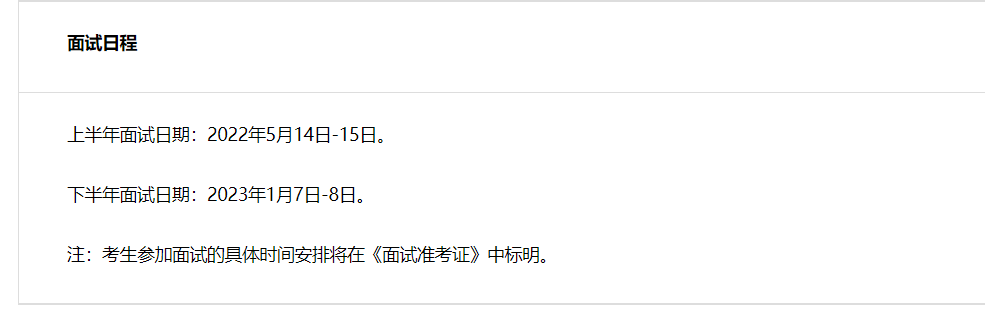 面试日程
上半年面试日期：2022年5月14日-15日。
下半年面试日期：2023年1月7日-8日。
注：考生参加面试的具体时间安排将在《面试准考证》中标明。